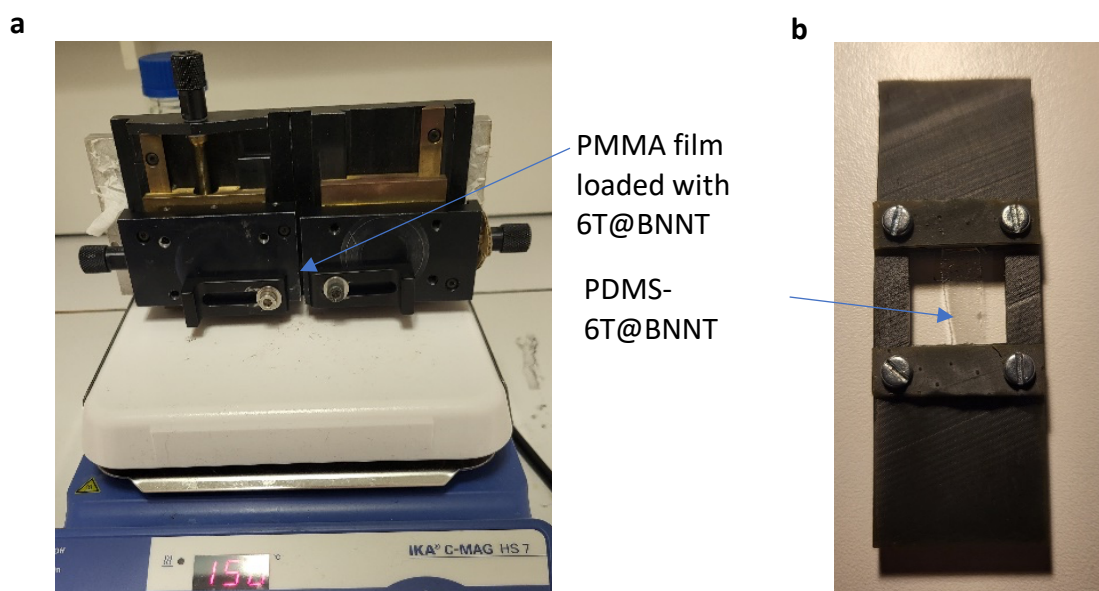 a
b
PMMA film
loaded with
6T@BNNT
PDMS-
6T@BNNT
IKA® C-MAG HS 7
°C
150